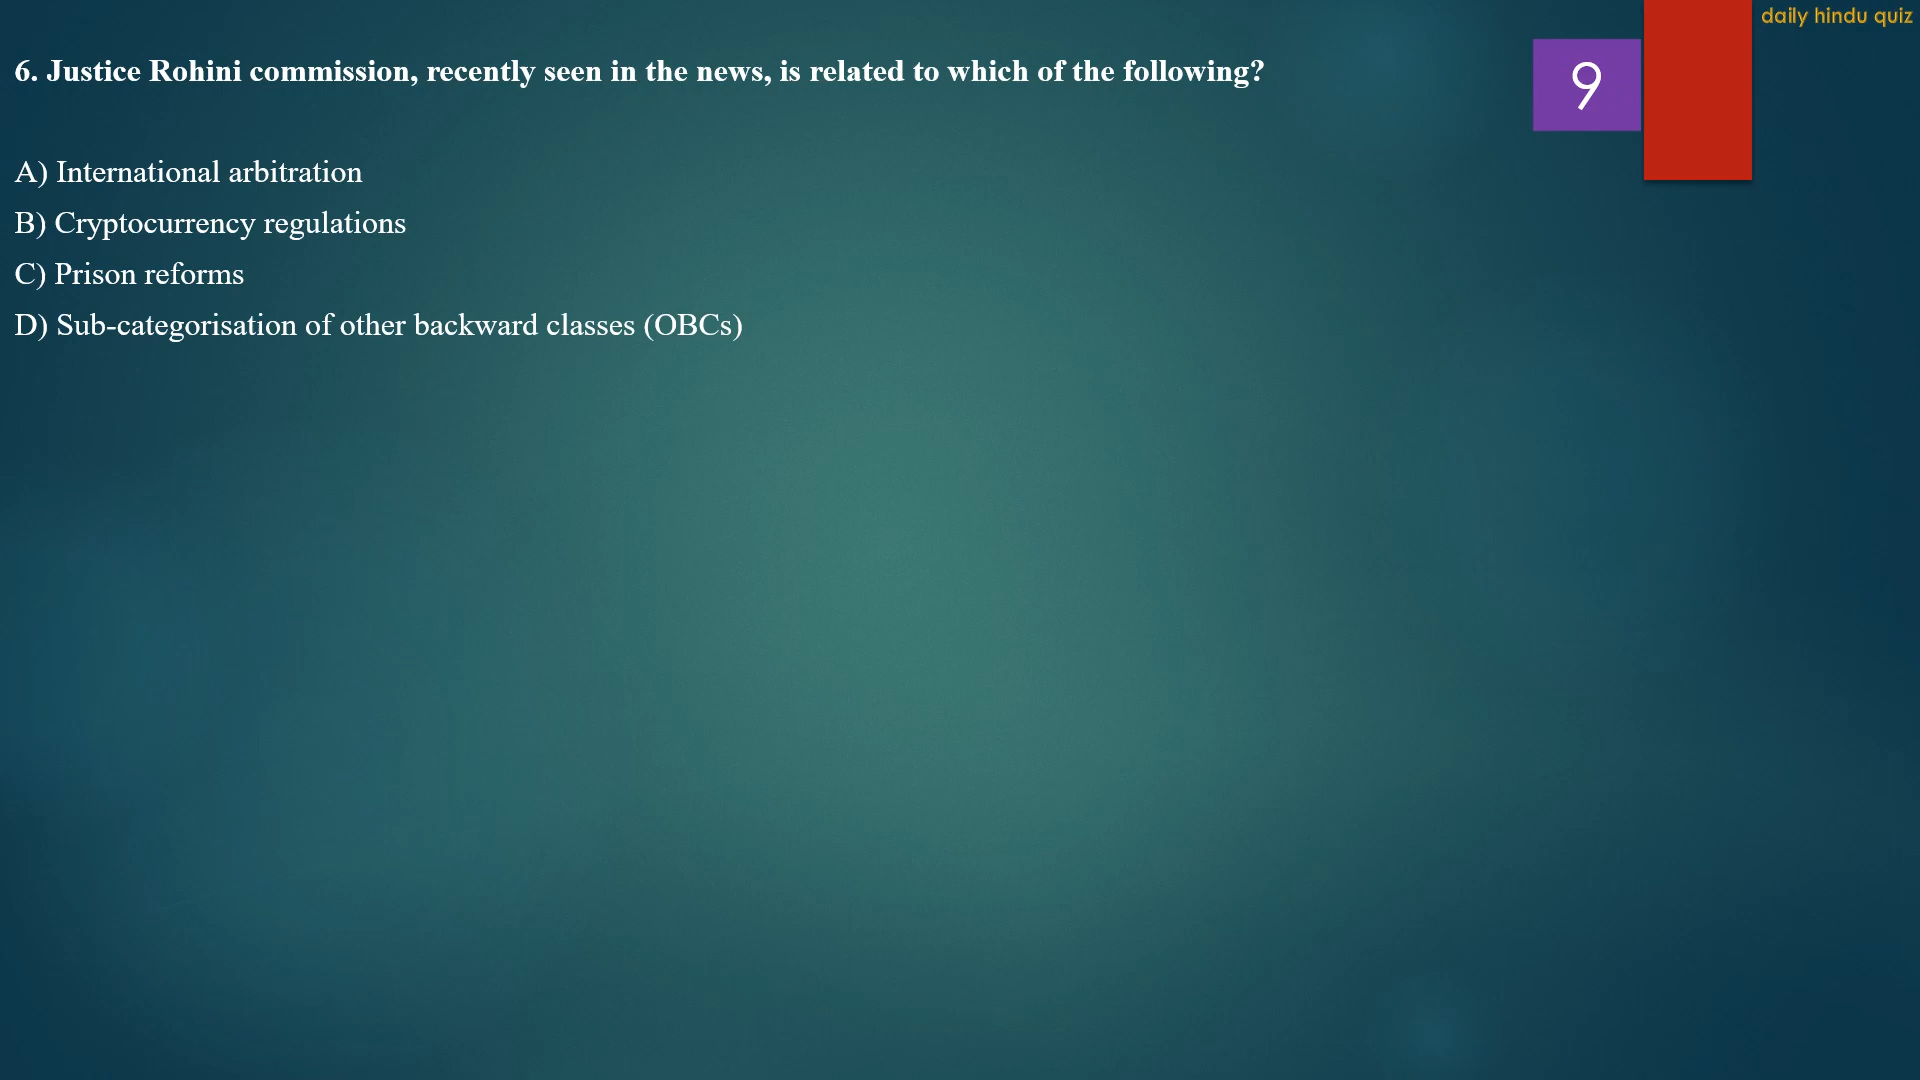 daily hindu quiz
6. Justice Rohini commission, recently seen in the news, is related to which of the following?
9
A) International arbitration
B) Cryptocurrency regulations
C) Prison reforms
D) Sub-categorisation of other backward classes (OBCs)